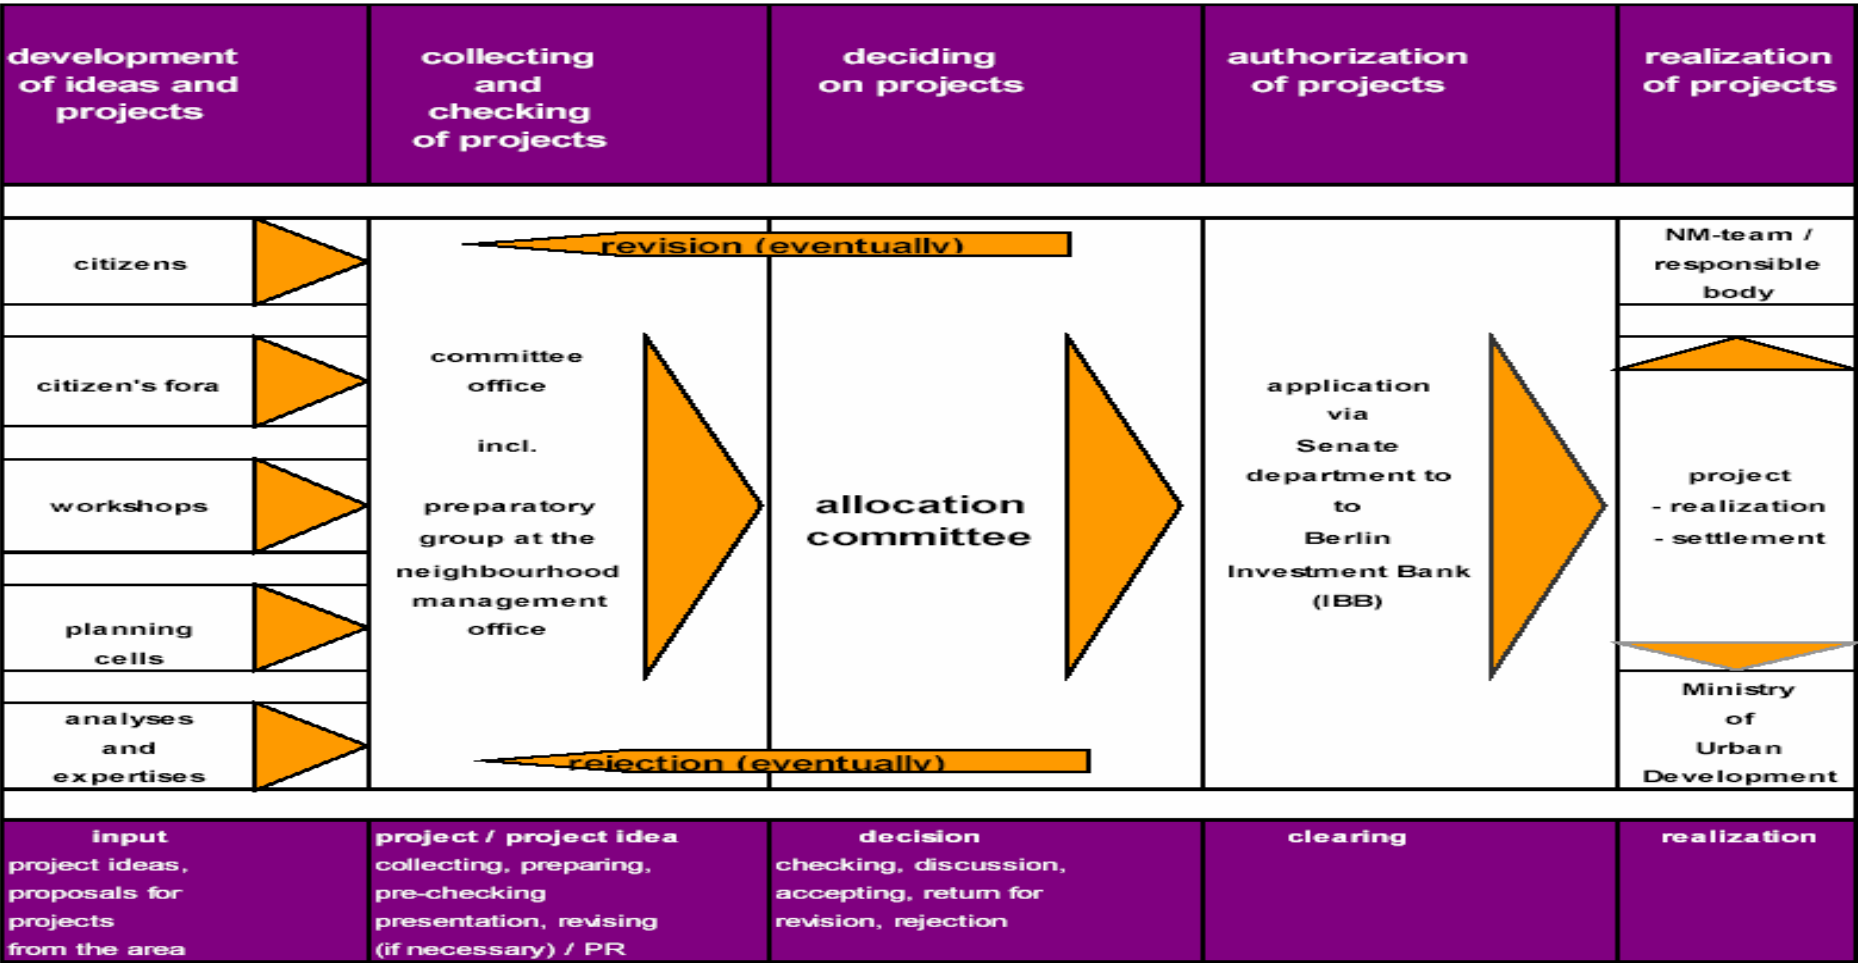 development
of ideas and
projects
collecting
and
checking
of projects
deciding
on projects
authorization
of projects
realization
of projects
citizens
citizen's fora
workshops
planning
cells
analyses
and
expertises
revision (eventually)
committee
office
incl.
preparatory
group at the
neighbourhood
management
office
rejection (eventually)
allocation
committee
application
via
Senate
department to
to
Berlin
Investment Bank
(IBB)
NM-team /
responsible
body
project
- realization
- settlement
Ministry
of
Urban
Development
input
project ideas,
proposals for
projects
from the area
project / project idea
collecting, preparing,
pre-checking
presentation, revising
(if necessary) / PR
decision
checking, discussion,
accepting, return for
revision, rejection
clearing
realization